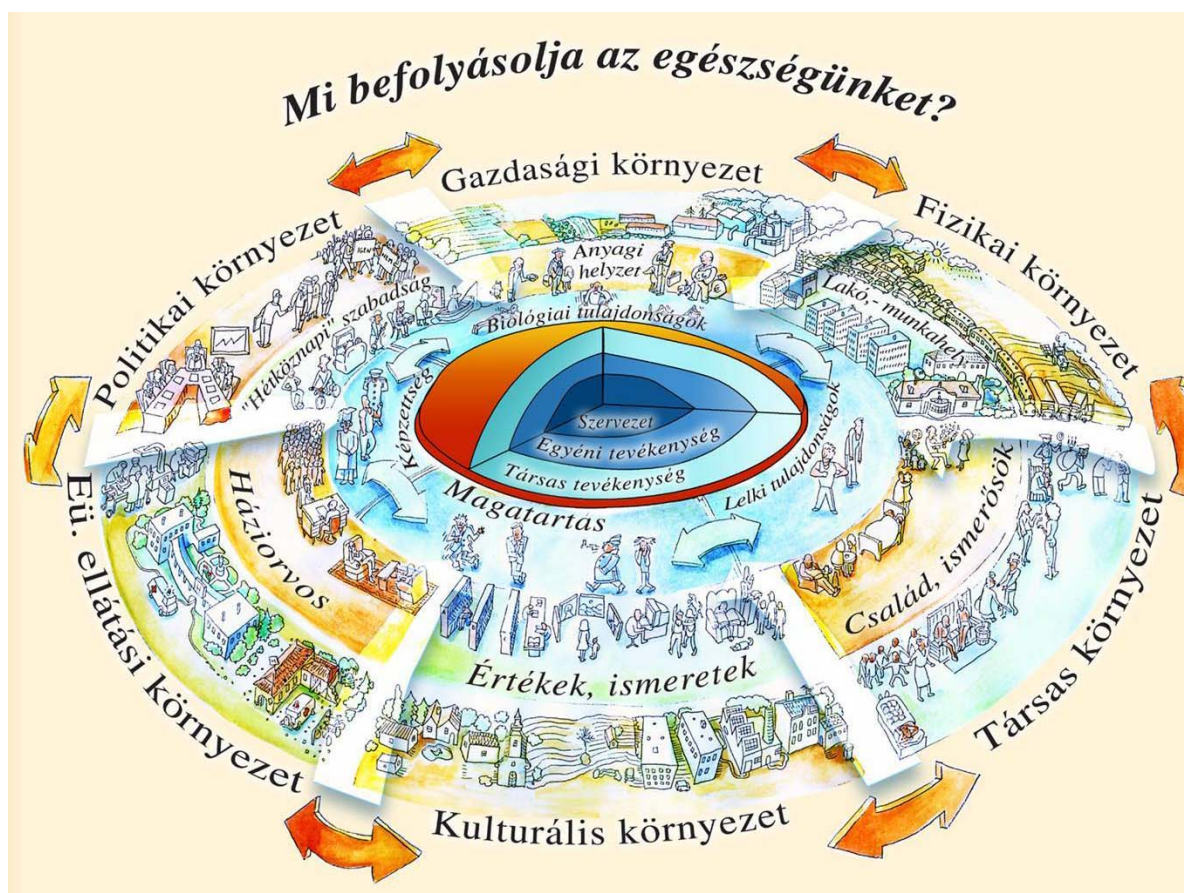 Mi befolyásolja az egészségünket?
Gazdasági környezet
Fizikai környezet
Politikai környezet
Anyagi
helyzet
Lakó,- munkahely
"Hétköznapi" szabadság
Biológiai tulajdonságok
Képzettség
Szervezet
Egyéni tevékenység
Társas tevékenység
Lelki tulajdonságok
Magatartás
Háziorvos
Család, ismerősök
Eü. ellátási környezet
Társas környezet
Értékek, ismeretek
Kulturális környezet